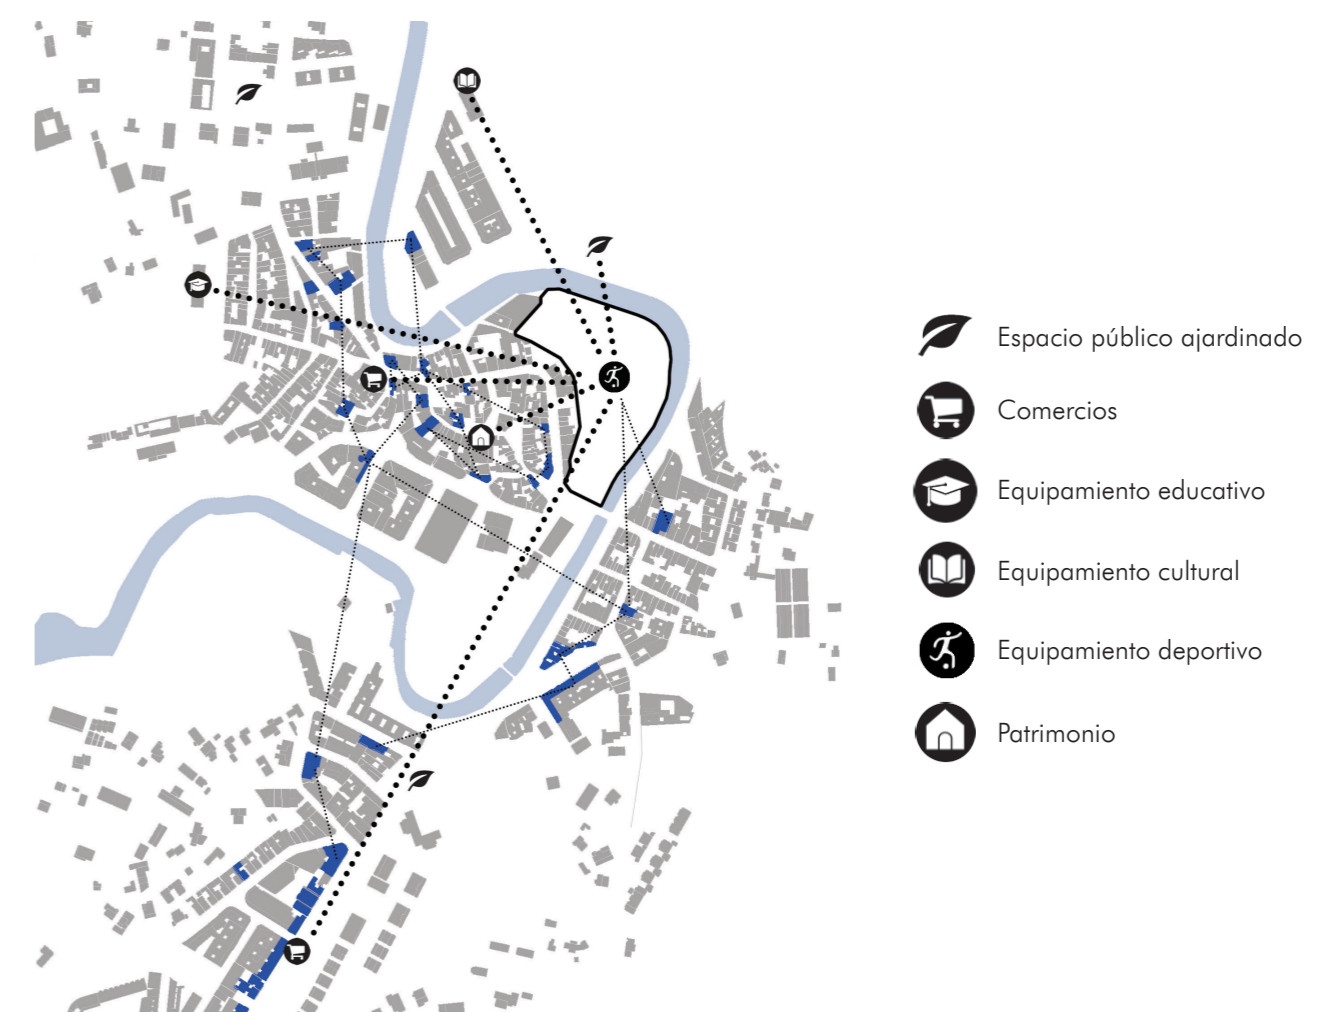 Espacio público ajardinado
Comercios
Equipamiento educativo
Equipamiento cultural
Equipamiento deportivo
Patrimonio